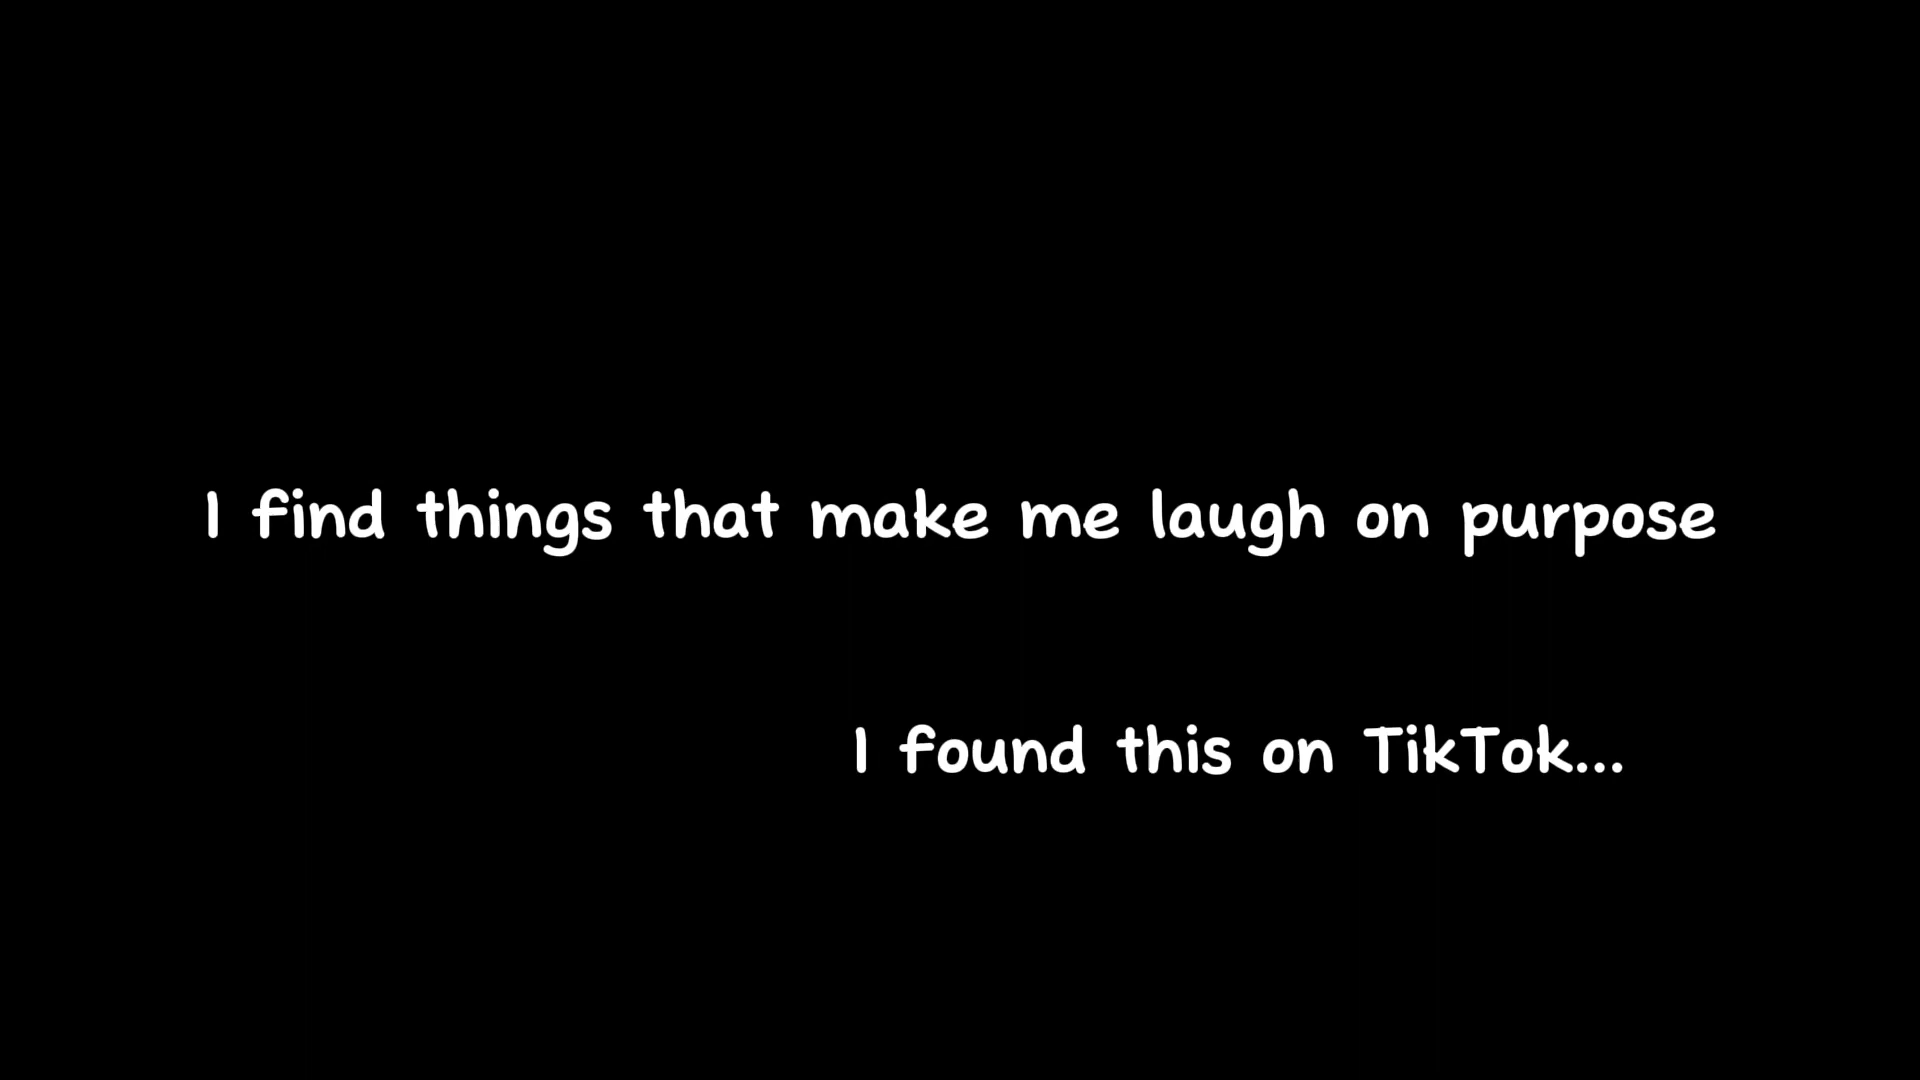 I find things that make me laugh on purpose
I found this on TikTok...